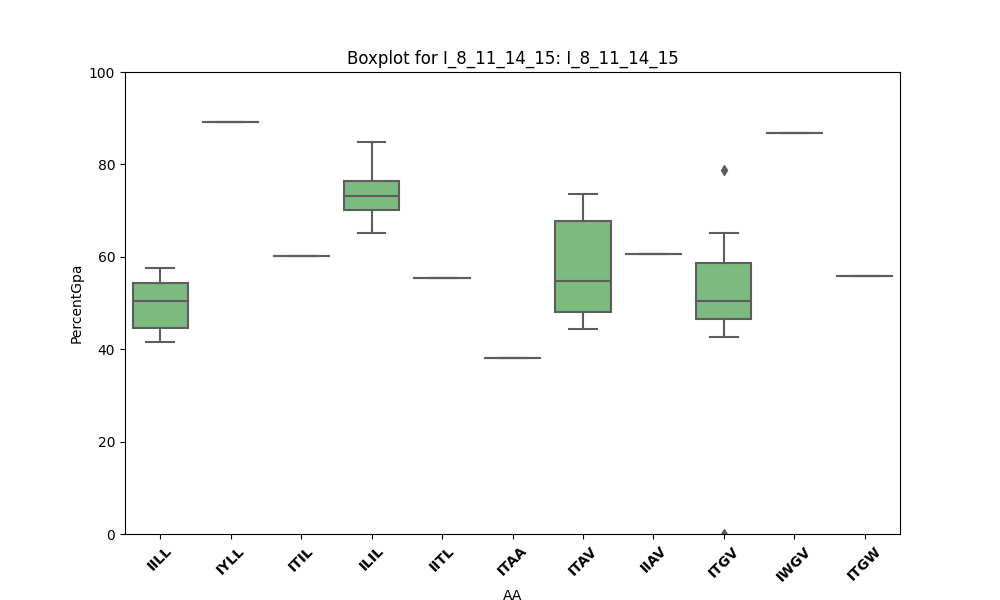 Boxplot for I_8_11_14_15: I_8_11_14_15
100
80
60
40
20
0
PercentGpa
IILL
IYLL
ITIL
ILIL
IITL
ITAA
ITAV
IIAV
ITGV
IWGV
ITGW
AA